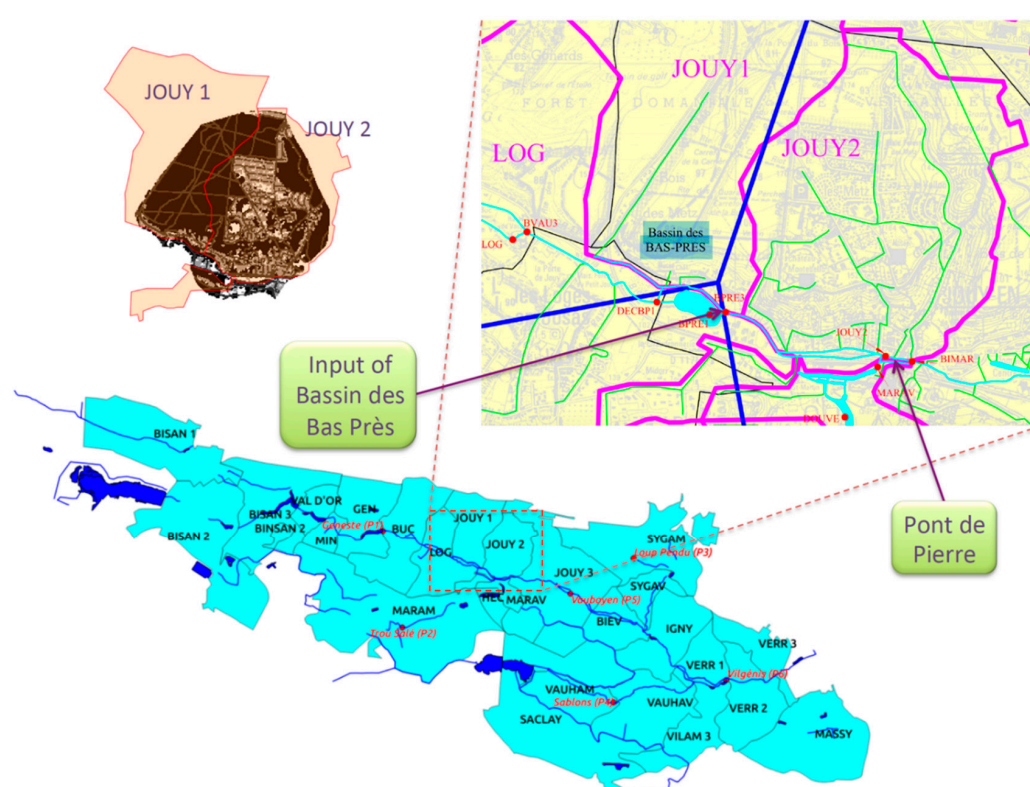 JOUY 1
JOUY 2
JOUY1
JOUY2
LOG
Bassin des
BAS-PRES
BVAU3
LOG
DECBP1
BPRE1
BPRE3
JOUY2
BIMAR
MARAV
DOUVE
FORÊT DOMANIALE
Input of
Bassin des
Bas Près
Pont de
Pierre
BISAN 1
BISAN 2
BISAN 3
BINSAN 2
VAL D'OR
MIN
GEN
Geneste (P1)
BUC
LOG
JOUY 1
JOUY 2
JOUY 3
HEL
MARAV
MARAM
Trou Salé (P2)
SYGAM
Loup Pendu (P3)
SYGAV
Vauboyen (P5)
BIEV
IGNY
VERR 1
VERR 3
Vilgénis (P6)
VERR 2
VAUHAM
Sablons (P4)
VAUHAV
SACLAY
VILAM 3
MASSY